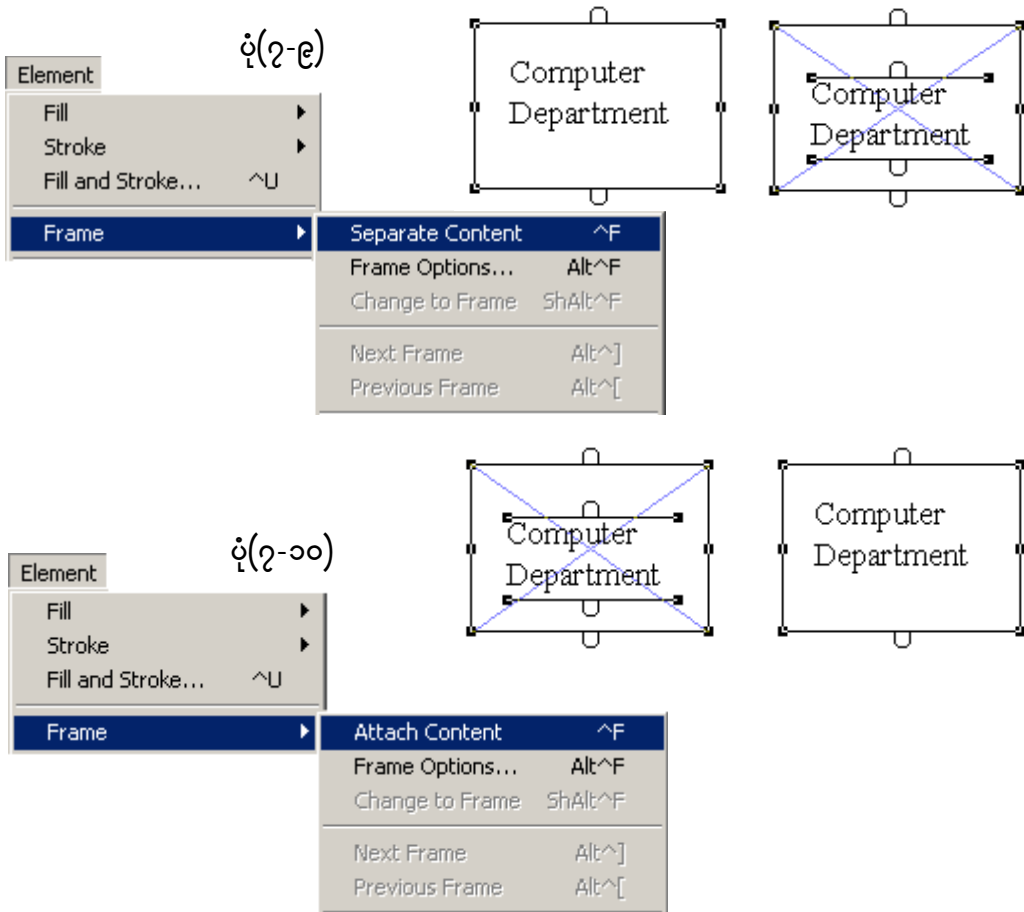 ပုံ(၇-၉)
Computer
Department
Computer
Department
Element
Fill
Stroke
Fill and Stroke... ^U
Frame
Separate Content ^F
Frame Options... Alt^F
Change to Frame ShAlt^F
Next Frame Alt^]
Previous Frame Alt^[
ပုံ(၇-၁၀)
Computer
Department
Computer
Department
Element
Fill
Stroke
Fill and Stroke... ^U
Frame
Attach Content ^F
Frame Options... Alt^F
Change to Frame ShAlt^F
Next Frame Alt^]
Previous Frame Alt^[